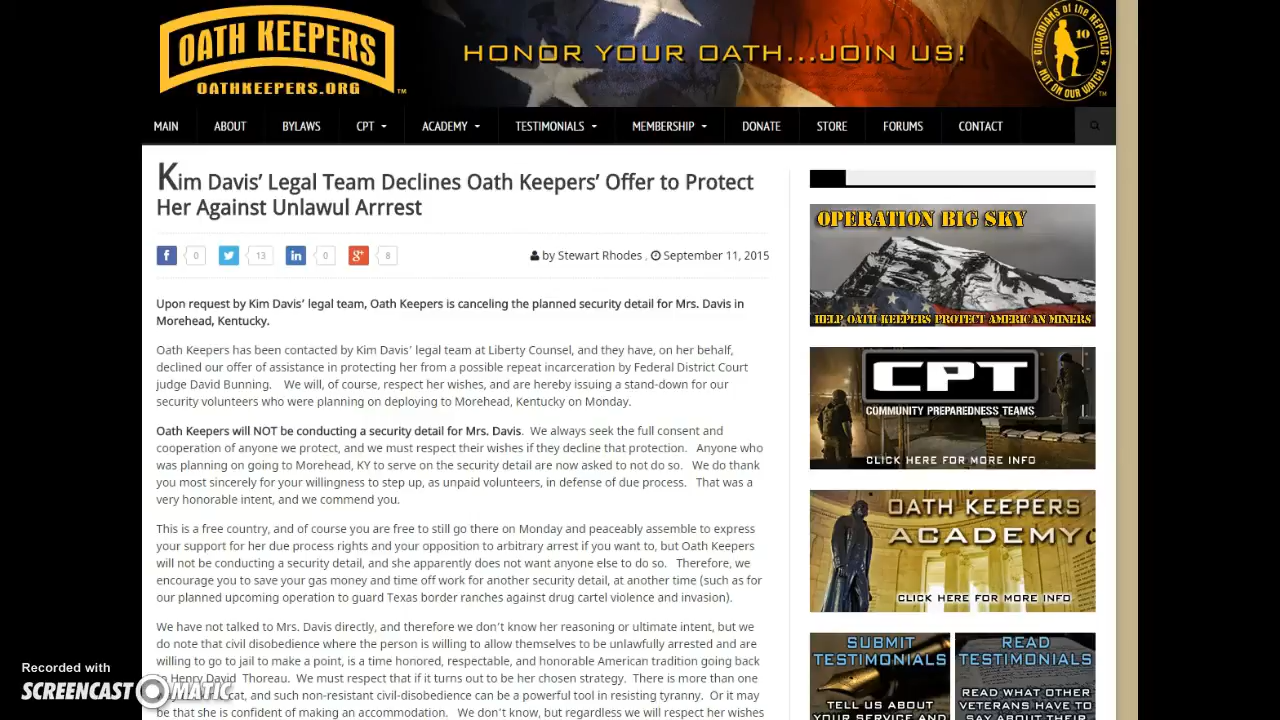 OATH KEEPERS
OATHKEEPERS.ORG
TM
HONOR YOUR OATH...JOIN US!
GUARDIANS of the REPUBLIC
10
NOT ON OUR WATCH
TM
MAIN ABOUT BYLAWS CPT ACADEMY TESTIMONIALS MEMBERSHIP DONATE STORE FORUMS CONTACT
Kim Davis’ Legal Team Declines Oath Keepers’ Offer to Protect
Her Against Unlawul Arrrest
0 13 0 8
by Stewart Rhodes . September 11, 2015
Upon request by Kim Davis’ legal team, Oath Keepers is canceling the planned security detail for Mrs. Davis in
Morehead, Kentucky.
Oath Keepers has been contacted by Kim Davis’ legal team at Liberty Counsel, and they have, on her behalf,
declined our offer of assistance in protecting her from a possible repeat incarceration by Federal District Court
judge David Bunning. We will, of course, respect her wishes, and are hereby issuing a stand-down for our
security volunteers who were planning on deploying to Morehead, Kentucky on Monday.
Oath Keepers will NOT be conducting a security detail for Mrs. Davis. We always seek the full consent and
cooperation of anyone we protect, and we must respect their wishes if they decline that protection. Anyone who
was planning on going to Morehead, KY to serve on the security detail are now asked to not do so. We do thank
you most sincerely for your willingness to step up, as unpaid volunteers, in defense of due process. That was a
very honorable intent, and we commend you.
This is a free country, and of course you are free to still go there on Monday and peaceably assemble to express
your support for her due process rights and your opposition to arbitrary arrest if you want to, but Oath Keepers
will not be conducting a security detail, and she apparently does not want anyone else to do so. Therefore, we
encourage you to save your gas money and time off work for another security detail, at another time (such as for
our planned upcoming operation to guard Texas border ranches against drug cartel violence and invasion).
We have not talked to Mrs. Davis directly, and therefore we don’t know her reasoning or ultimate intent, but we
do note that civil disobedience where the person is willing to allow themselves to be unlawfully arrested and are
willing to go to jail to make a point, is a time honored, respectable, and honorable American tradition going back
Henry David Thoreau. We must respect that if it turns out to be her chosen strategy. There is more than one
cat, and such non-resistant civil-disobedience can be a powerful tool in resisting tyranny. Or it may
be that she is confident of making an accommodation. We don’t know, but regardless we will respect her wishes
OPERATION BIG SKY
HELP OATH KEEPERS PROTECT AMERICAN MINERS
CPT
COMMUNITY PREPAREDNESS TEAMS
CLICK HERE FOR MORE INFO
OATH KEEPERS
ACADEMY
CLICK HERE FOR MORE INFO
SUBMIT
TESTIMONIALS
TELL US ABOUT
YOUR SERVICE AND
READ
TESTIMONIALS
READ WHAT OTHER
VETERANS HAVE TO
SAY ABOUT THEIR
Recorded with
SCREENCAST MATIC